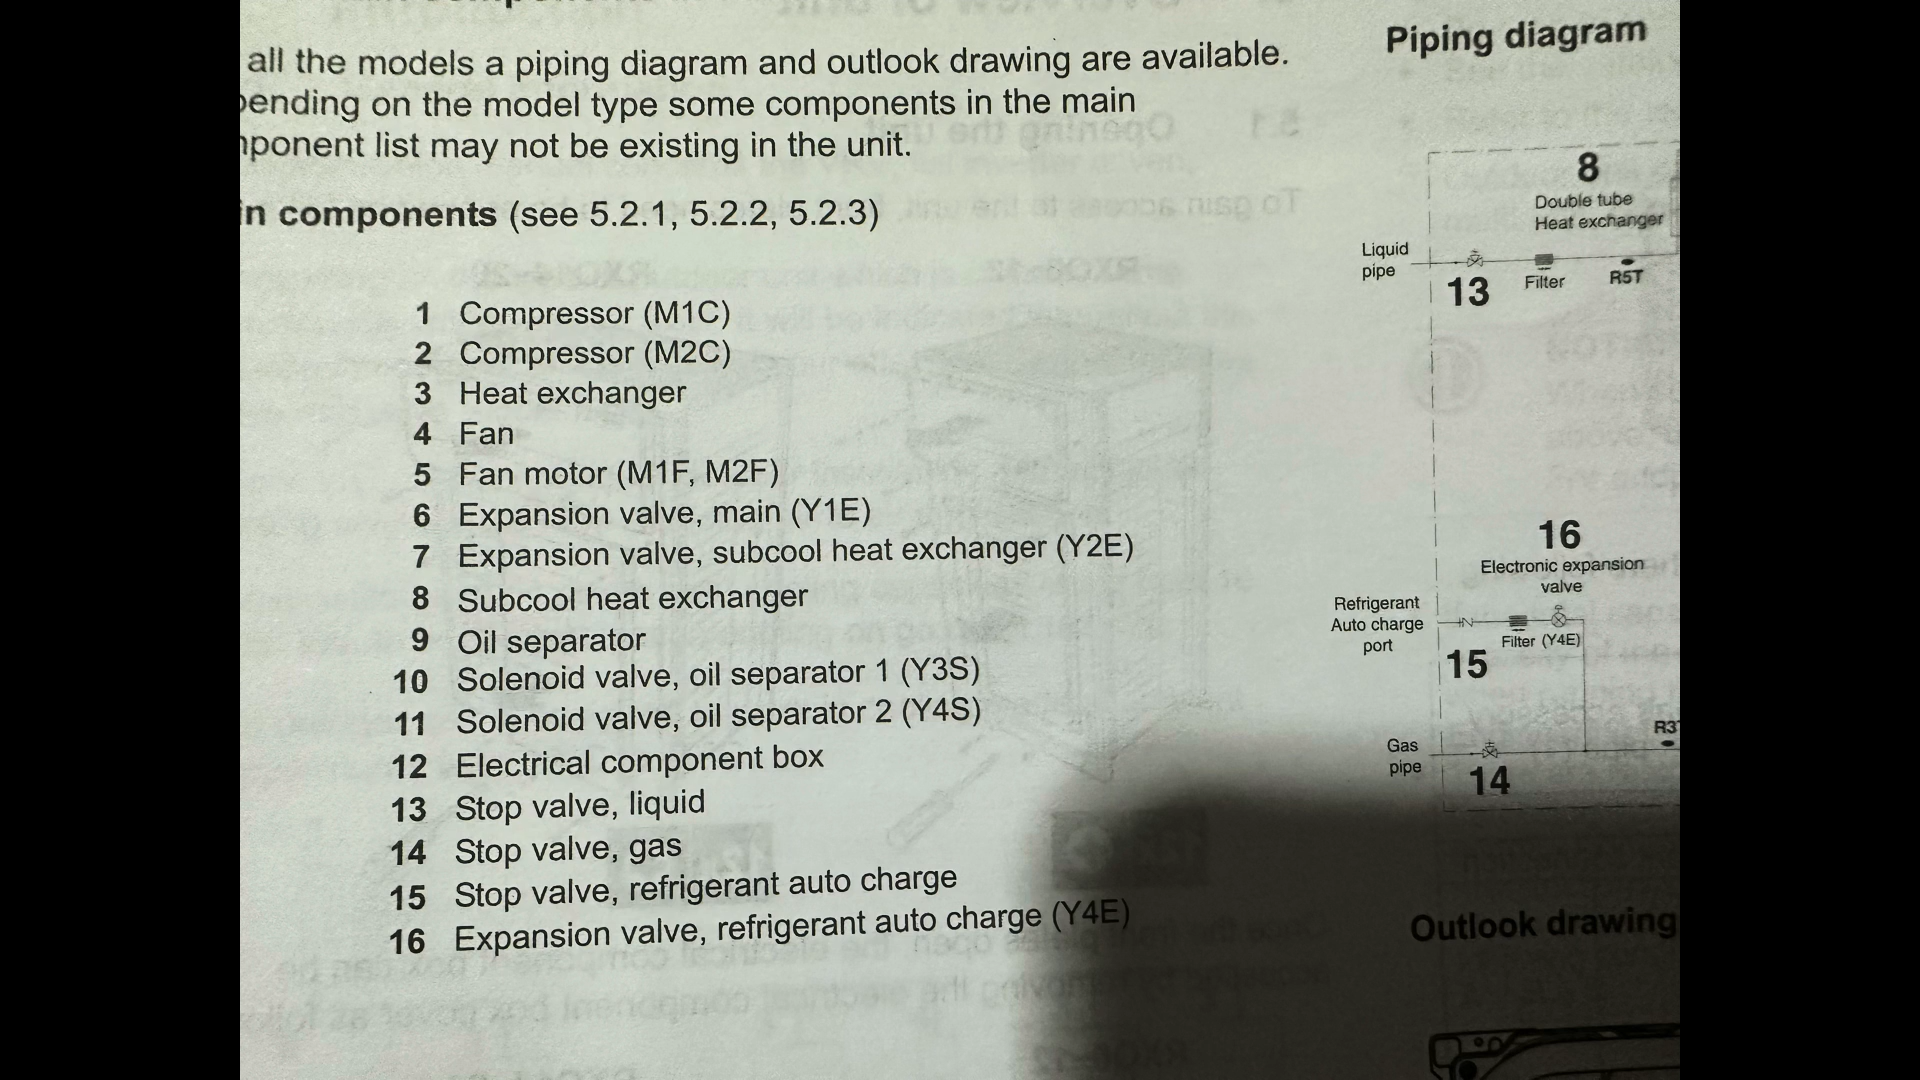 all the models a piping diagram and outlook drawing are available.
pending on the model type some components in the main
ponent list may not be existing in the unit.
n components (see 5.2.1, 5.2.2, 5.2.3)
1 Compressor (M1C)
2 Compressor (M2C)
3 Heat exchanger
4 Fan
5 Fan motor (M1F, M2F)
6 Expansion valve, main (Y1E)
7 Expansion valve, subcool heat exchanger (Y2E)
8 Subcool heat exchanger
9 Oil separator
10 Solenoid valve, oil separator 1 (Y3S)
11 Solenoid valve, oil separator 2 (Y4S)
12 Electrical component box
13 Stop valve, liquid
14 Stop valve, gas
15 Stop valve, refrigerant auto charge
16 Expansion valve, refrigerant auto charge (Y4E)
Piping diagram
8
Double tube
Heat exchanger
Liquid
pipe
13
Filter
R5T
16
Electronic expansion
valve
Refrigerant
Auto charge
port
Filter (Y4E)
15
R3T
Gas
pipe
14
Outlook drawing